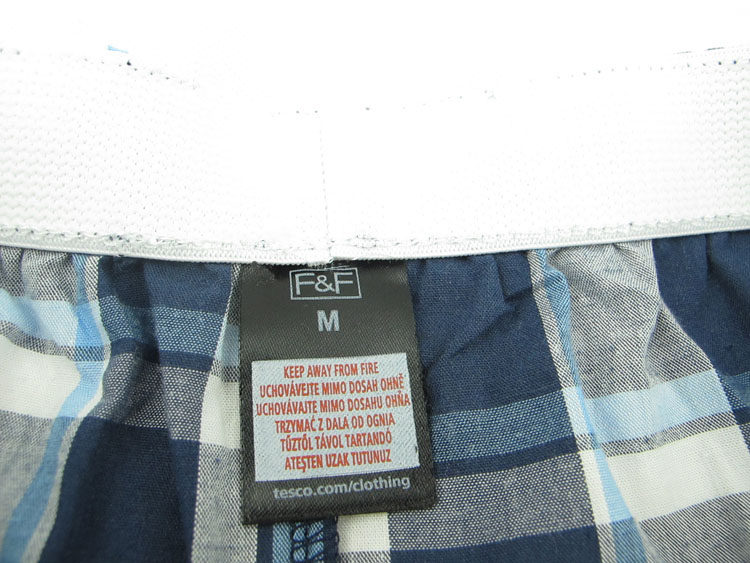 F&F
M
KEEP AWAY FROM FIRE
UCHOVÁVEJTE MIMO DOSAH OHNĚ
UCHOVÁVAJTE MIMO DOSAHU OHŇA
TRZYMAĆ Z DALA OD OGNIA
TŰZTŐL TÁVOL TARTANDÓ
ATEŞTEN UZAK TUTUNUZ
tesco.com/clothing